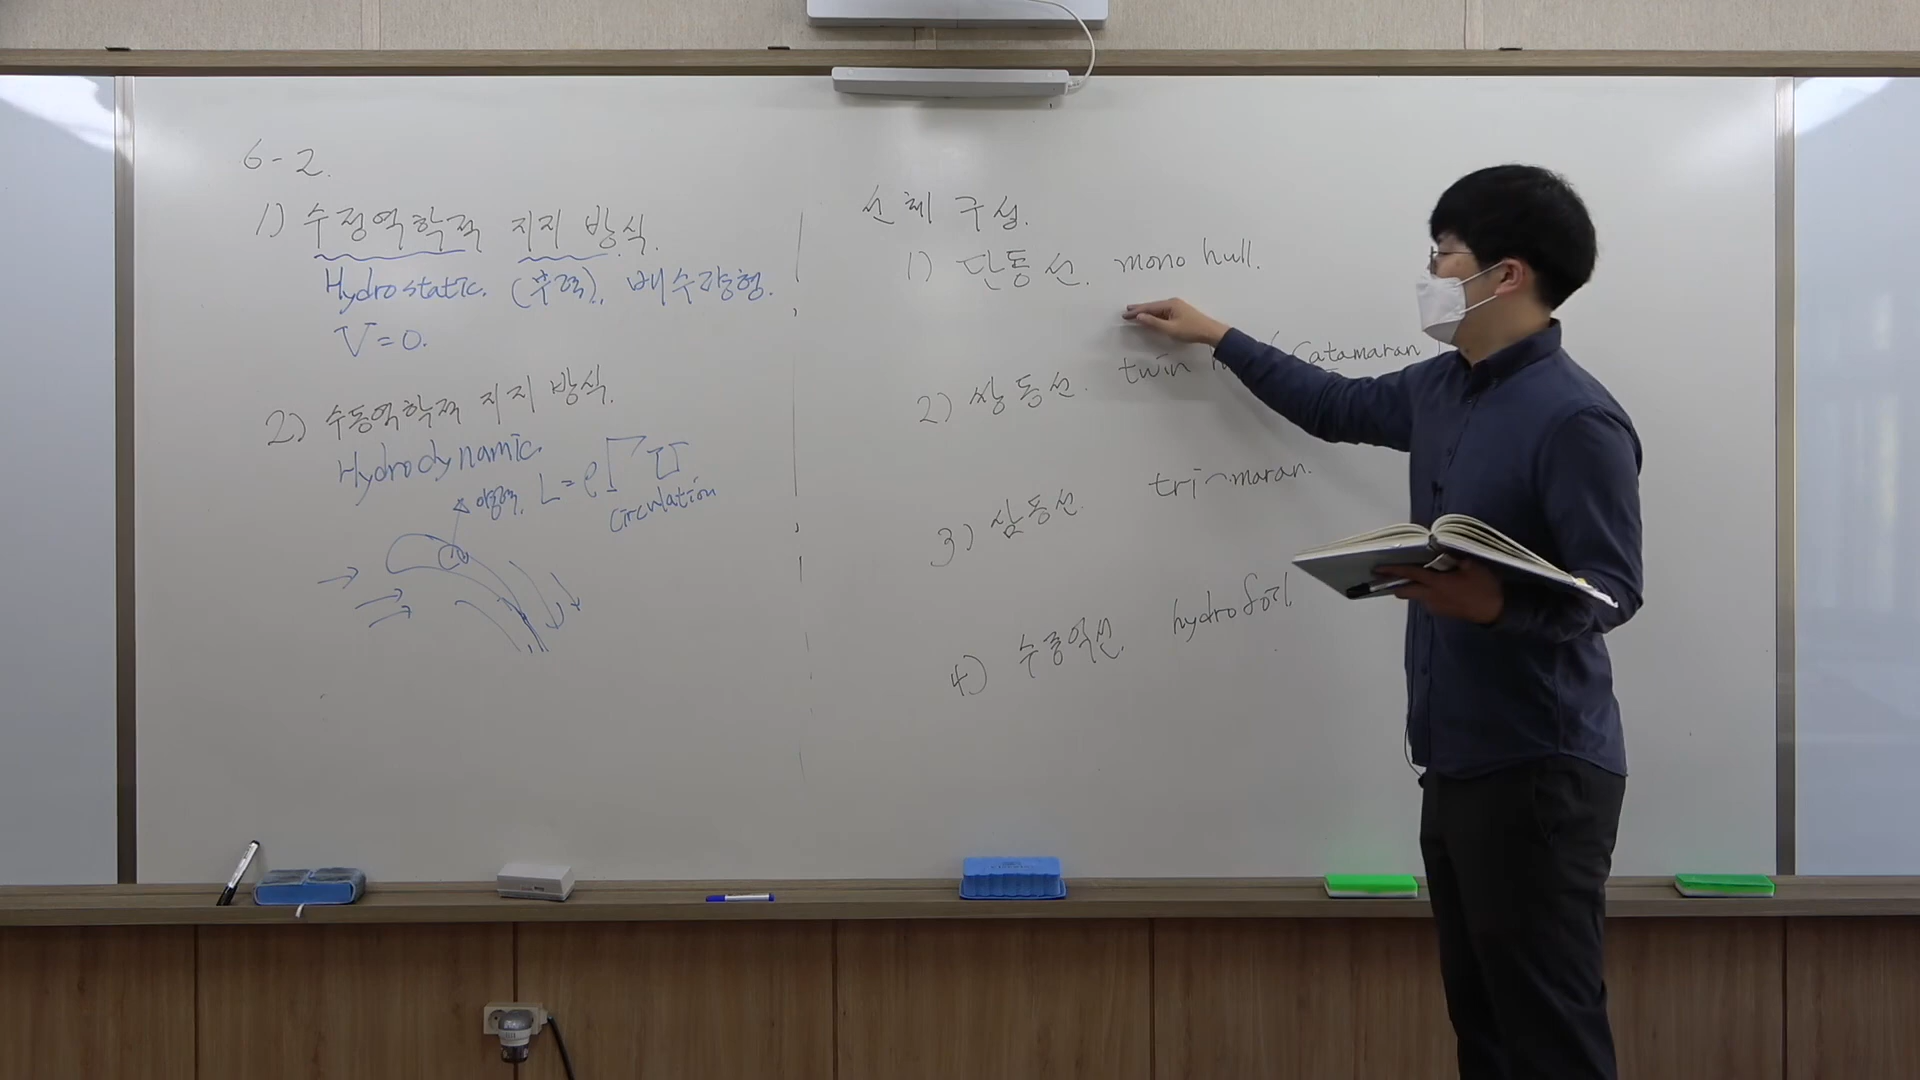 6-2.
1) 수정역학적 지지 방식.
Hydrostatic. (부력), 배수량형.
V=0.
2) 수동역학적 지지 방식.
Hydrodynamic.
양력, L=ρΓU
Circulation
선체 구성.
1) 단동선. mono hull.
2) 쌍동선. twin Catamaran
3) 삼동선. tri-maran.
4) 수중익선. hydrofoil.